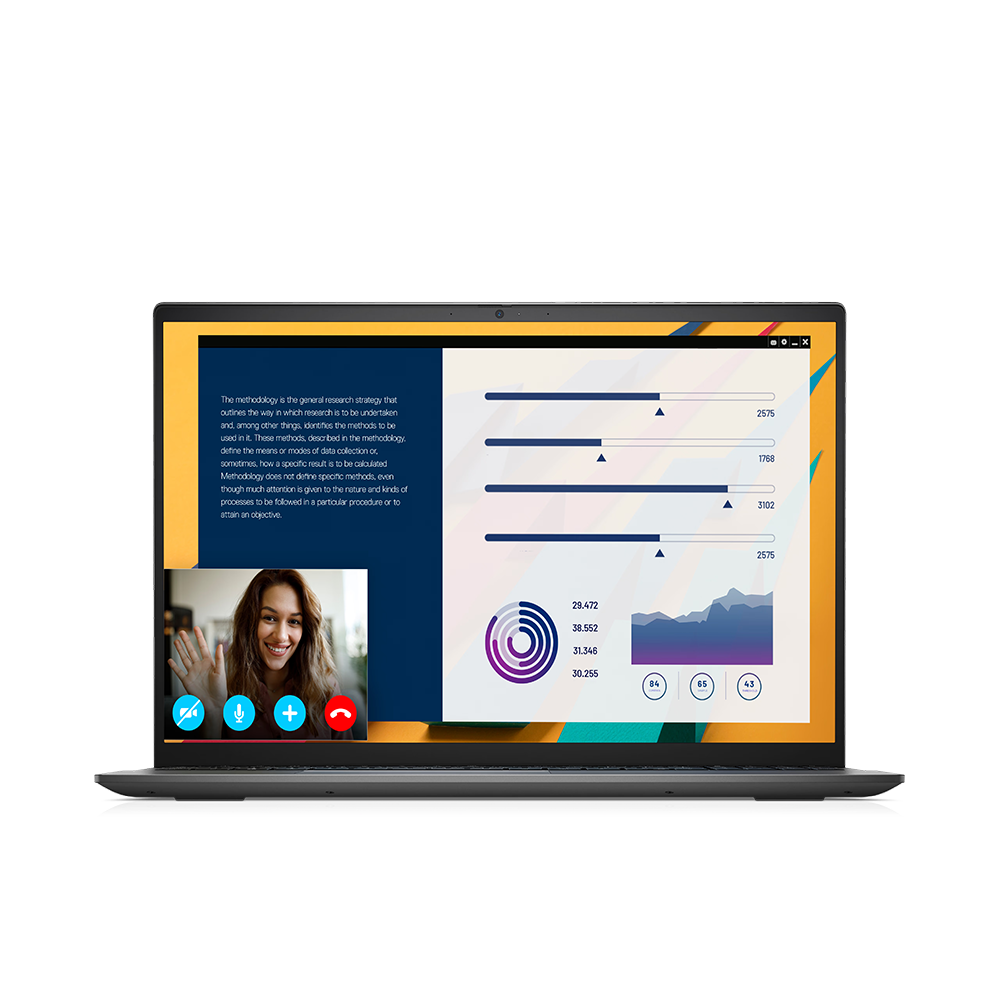 The methodology is the general research strategy that
outlines the way in which research is to be undertaken
and, among other things, identifies the methods to be
used in it. These methods, described in the methodology,
define the means or modes of data collection or,
sometimes, how a specific result is to be calculated
Methodology does not define specific methods, even
though much attention is given to the nature and kinds of
processes to be followed in a particular procedure or to
attain an objective.
2575
1768
3102
2575
29.472
38.552
31.346
30.255
84
65
43